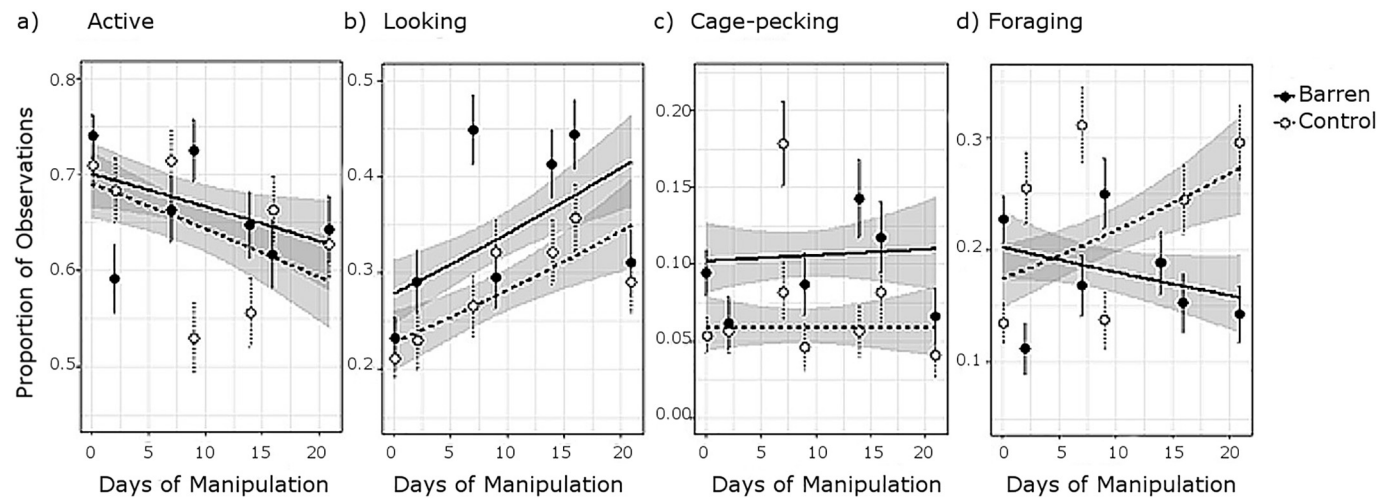 a) Active
b) Looking
c) Cage-pecking
d) Foraging
Proportion of Observations
0.8
0.7
0.6
0.5
0 5 10 15 20
Days of Manipulation
0.5
0.4
0.3
0.2
0 5 10 15 20
Days of Manipulation
0.20
0.15
0.10
0.05
0.00
0 5 10 15 20
Days of Manipulation
0.3
0.2
0.1
0 5 10 15 20
Days of Manipulation
Barren
Control